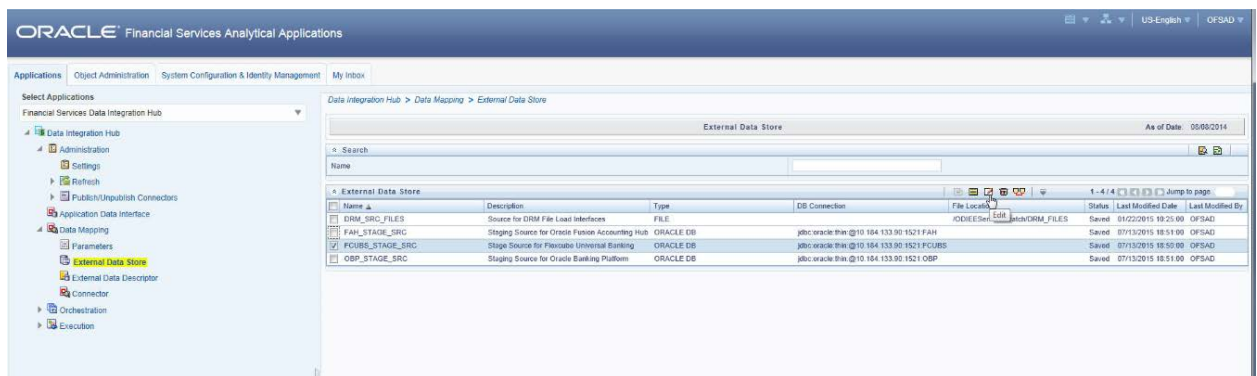 ORACLE Financial Services Analytical Applications
US-English OFSAD
Applications Object Administration System Configuration & Identity Management My Inbox
Select Applications
Financial Services Data Integration Hub
Data Integration Hub
Administration
Settings
Refresh
Publish/Unpublish Connectors
Application Data Interface
Data Mapping
Parameters
External Data Store
External Data Descriptor
Connector
Orchestration
Execution
Data Integration Hub > Data Mapping > External Data Store
External Data Store As of Date: 08/08/2014
Search
Name
External Data Store 1 - 4 / 4 Jump to page
Name Description Type DB Connection File Location Status Last Modified Date Last Modified By
Edit
DRM_SRC_FILES Source for DRM File Load Interfaces FILE Saved 01/22/2015 10:25:00 OFSAD
FAH_STAGE_SRC Staging Source for Oracle Fusion Accounting Hub ORACLE DB jdbc:oracle:thin:@10.184.133.90:1521:FAH Saved 07/13/2015 18:51:00 OFSAD
FCUBS_STAGE_SRC Stage Source for Flexcube Universal Banking ORACLE DB jdbc:oracle:thin:@10.184.133.90:1521:FCUBS Saved 07/13/2015 18:50:00 OFSAD
OBP_STAGE_SRC Staging Source for Oracle Banking Platform ORACLE DB jdbc:oracle:thin:@10.184.133.90:1521:OBP Saved 07/13/2015 18:51:00 OFSAD